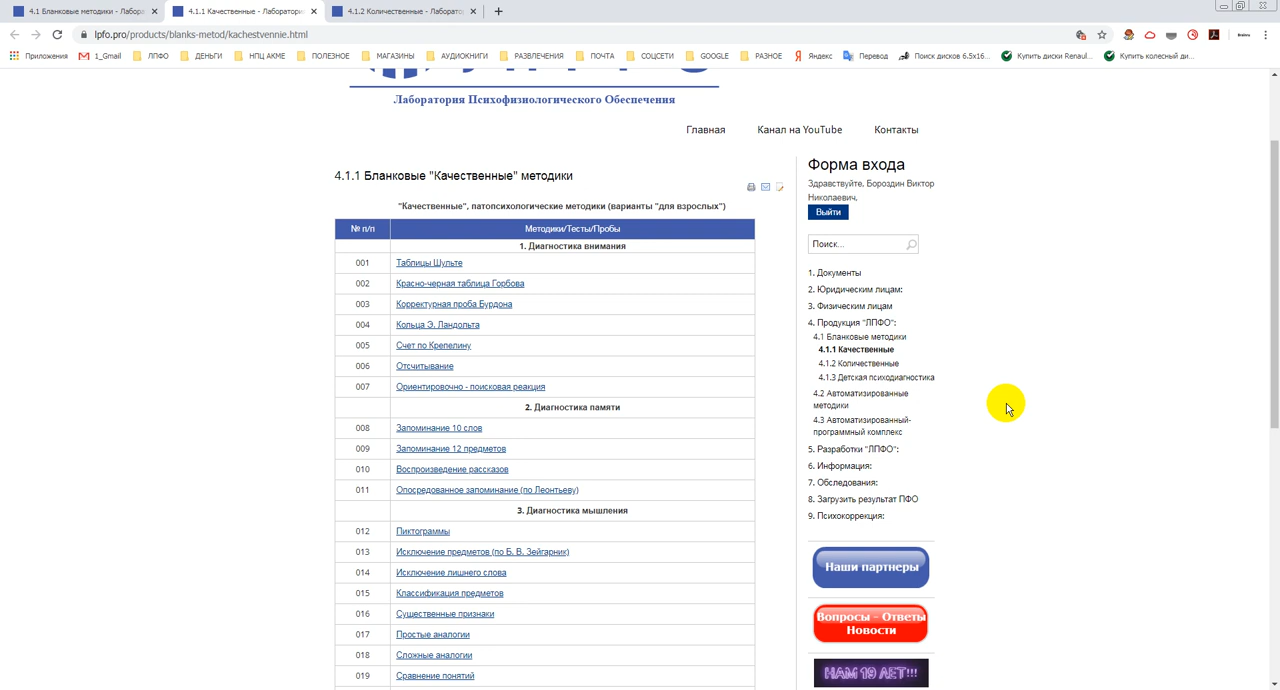 4.1 Бланковые методики - Лабора
4.1.1 Качественные - Лаборатори
4.1.2 Количественные - Лаборат
lpfo.pro/products/blanks-metod/kachestvennie.html
Приложения
1_Gmail
ЛПФО
ДЕНЬГИ
НПЦ АКМЕ
ПОЛЕЗНОЕ
МАГАЗИНЫ
АУДИОКНИГИ
РАЗВЛЕЧЕНИЯ
ПОЧТА
СОЦСЕТИ
GOOGLE
РАЗНОЕ
Яндекс
Перевод
Поиск дисков 6.5x16...
Купить диски Renaul...
Купить колесный ди...
Лаборатория Психофизиологического Обеспечения
Главная
Канал на YouTube
Контакты
4.1.1 Бланковые "Качественные" методики
"Качественные", патопсихологические методики (варианты "для взрослых")
№ п/п Методики/Тесты/Пробы
1. Диагностика внимания
001 Таблицы Шульте
002 Красно-черная таблица Горбова
003 Корректурная проба Бурдона
004 Кольца Э. Ландольта
005 Счет по Крепелину
006 Отсчитывание
007 Ориентировочно - поисковая реакция
2. Диагностика памяти
008 Запоминание 10 слов
009 Запоминание 12 предметов
010 Воспроизведение рассказов
011 Опосредованное запоминание (по Леонтьеву)
3. Диагностика мышления
012 Пиктограммы
013 Исключение предметов (по Б. В. Зейгарник)
014 Исключение лишнего слова
015 Классификация предметов
016 Существенные признаки
017 Простые аналогии
018 Сложные аналогии
019 Сравнение понятий
Форма входа
Здравствуйте, Бороздин Виктор
Николаевич,
Выйти
Поиск...
1. Документы
2. Юридическим лицам:
3. Физическим лицам
4. Продукция "ЛПФО":
4.1 Бланковые методики
4.1.1 Качественные
4.1.2 Количественные
4.1.3 Детская психодиагностика
4.2 Автоматизированные
методики
4.3 Автоматизированный-
программный комплекс
5. Разработки "ЛПФО":
6. Информация:
7. Обследования:
8. Загрузить результат ПФО
9. Психокоррекция:
Наши партнеры
Вопросы - Ответы
Новости
НАМ 19 ЛЕТ!!!